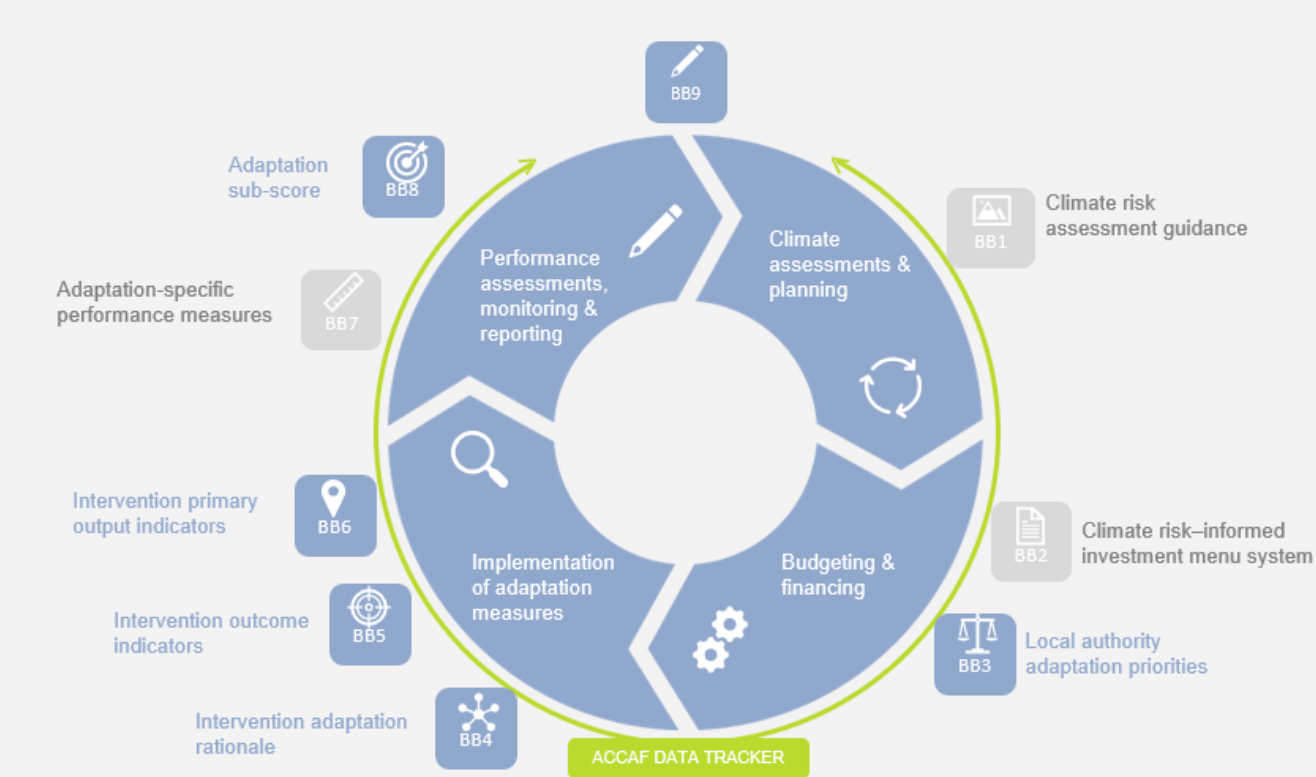 BB9
Adaptation
sub-score
BB8
Climate risk
assessment guidance
BB1
Performance
assessments,
monitoring &
reporting
Climate
assessments &
planning
Adaptation-specific
performance measures
BB7
Intervention primary
output indicators
BB6
Climate risk–informed
investment menu system
BB2
Implementation
of adaptation
measures
Budgeting &
financing
Intervention outcome
indicators
BB5
BB3
Local authority
adaptation priorities
Intervention adaptation
rationale
BB4
ACCAF DATA TRACKER